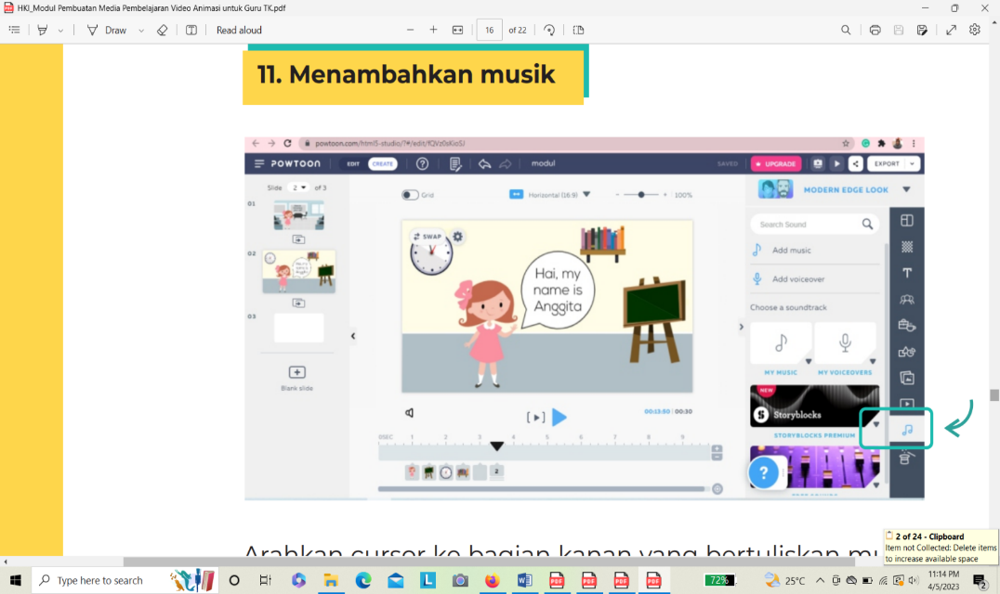 HKI_Modul Pembuatan Media Pembelajaran Video Animasi untuk Guru TK.pdf
Draw
Read aloud
16 of 22
11. Menambahkan musik
powtoon.com/html5-studio/?#/edit/
POWTOON EDIT CREATE modul SAVED UPGRADE EXPORT
Slide 2 of 3
Grid
Horizontal (16:9)
100%
MODERN EDGE LOOK
01
02
03
Blank slide
SWAP
Hai, my
name is
Anggita
Search Sound
Add music
Add voiceover
Choose a soundtrack
MY MUSIC MY VOICEOVERS
NEW
Storyblocks
STORYBLOCKS PREMIUM
00:13:50 | 00:30
0SEC 1 2 3 4 5 6 7 8 9
2
?
Arahkan cursor ke bagian kanan yang bertuliskan mu
2 of 24 - Clipboard
Item not Collected: Delete items
to increase available space
Type here to search
72%
25°C
11:14 PM
4/5/2023
2